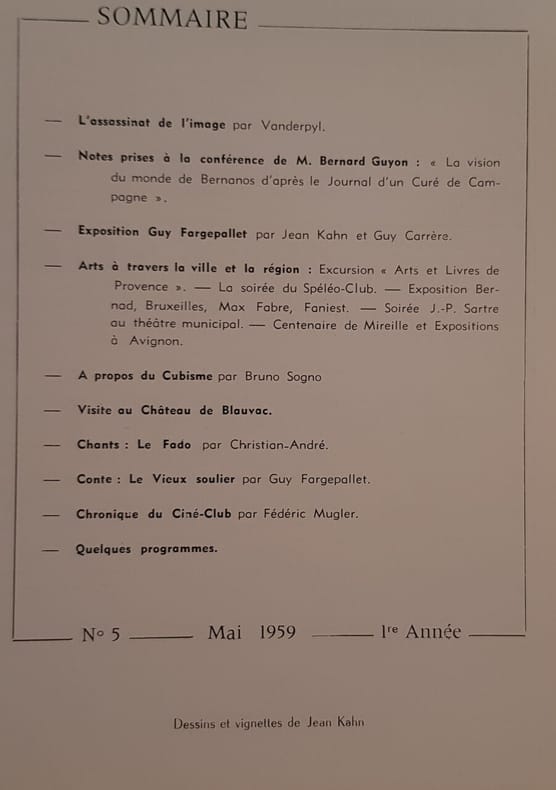 SOMMAIRE
— L'assassinat de l'image par Vanderpyl.
— Notes prises à la conférence de M. Bernard Guyon : « La vision
du monde de Bernanos d'après le Journal d'un Curé de Cam-
pagne ».
— Exposition Guy Fargepallet par Jean Kahn et Guy Carrère.
— Arts à travers la ville et la région : Excursion « Arts et Livres de
Provence ». — La soirée du Spéléo-Club. — Exposition Ber-
nad, Bruxeilles, Max Fabre, Faniest. — Soirée J.-P. Sartre
au théâtre municipal. — Centenaire de Mireille et Expositions
à Avignon.
— A propos du Cubisme par Bruno Sogno
— Visite au Château de Blauvac.
— Chants : Le Fado par Christian-André.
— Conte : Le Vieux soulier par Guy Fargepallet.
— Chronique du Ciné-Club par Fédéric Mugler.
— Quelques programmes.
N° 5 — Mai 1959 — 1re Année
Dessins et vignettes de Jean Kahn